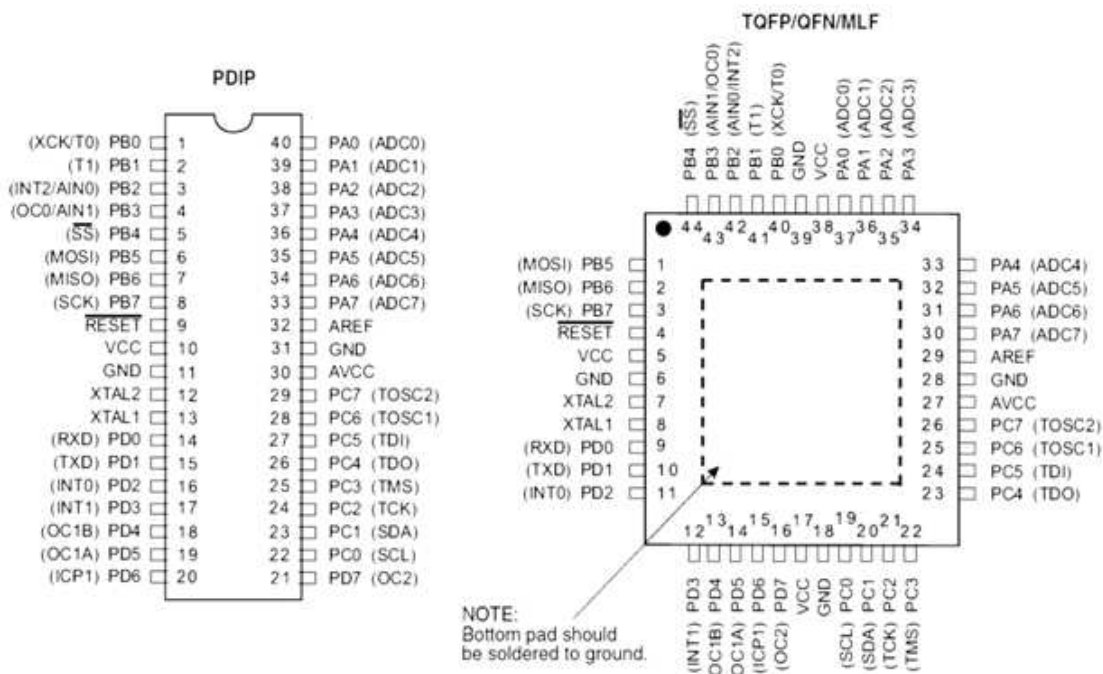 PDIP
(XCK/T0) PB0 1 40 PA0 (ADC0)
(T1) PB1 2 39 PA1 (ADC1)
(INT2/AIN0) PB2 3 38 PA2 (ADC2)
(OC0/AIN1) PB3 4 37 PA3 (ADC3)
(SS) PB4 5 36 PA4 (ADC4)
(MOSI) PB5 6 35 PA5 (ADC5)
(MISO) PB6 7 34 PA6 (ADC6)
(SCK) PB7 8 33 PA7 (ADC7)
RESET 9 32 AREF
VCC 10 31 GND
GND 11 30 AVCC
XTAL2 12 29 PC7 (TOSC2)
XTAL1 13 28 PC6 (TOSC1)
(RXD) PD0 14 27 PC5 (TDI)
(TXD) PD1 15 26 PC4 (TDO)
(INT0) PD2 16 25 PC3 (TMS)
(INT1) PD3 17 24 PC2 (TCK)
(OC1B) PD4 18 23 PC1 (SDA)
(OC1A) PD5 19 22 PC0 (SCL)
(ICP1) PD6 20 21 PD7 (OC2)
TQFP/QFN/MLF
PB4 (SS)
PB3 (AIN1/OC0)
PB2 (AIN0/INT2)
PB1 (T1)
PB0 (XCK/T0)
GND
VCC
PA0 (ADC0)
PA1 (ADC1)
PA2 (ADC2)
PA3 (ADC3)
44 43 42 41 40 39 38 37 36 35 34
(MOSI) PB5 1 33 PA4 (ADC4)
(MISO) PB6 2 32 PA5 (ADC5)
(SCK) PB7 3 31 PA6 (ADC6)
RESET 4 30 PA7 (ADC7)
VCC 5 29 AREF
GND 6 28 GND
XTAL2 7 27 AVCC
XTAL1 8 26 PC7 (TOSC2)
(RXD) PD0 9 25 PC6 (TOSC1)
(TXD) PD1 10 24 PC5 (TDI)
(INT0) PD2 11 23 PC4 (TDO)
12 13 14 15 16 17 18 19 20 21 22
(INT1) PD3
OC1B) PD4
OC1A) PD5
(ICP1) PD6
(OC2) PD7
VCC
GND
(SCL) PC0
(SDA) PC1
(TCK) PC2
(TMS) PC3
NOTE:
Bottom pad should
be soldered to ground.